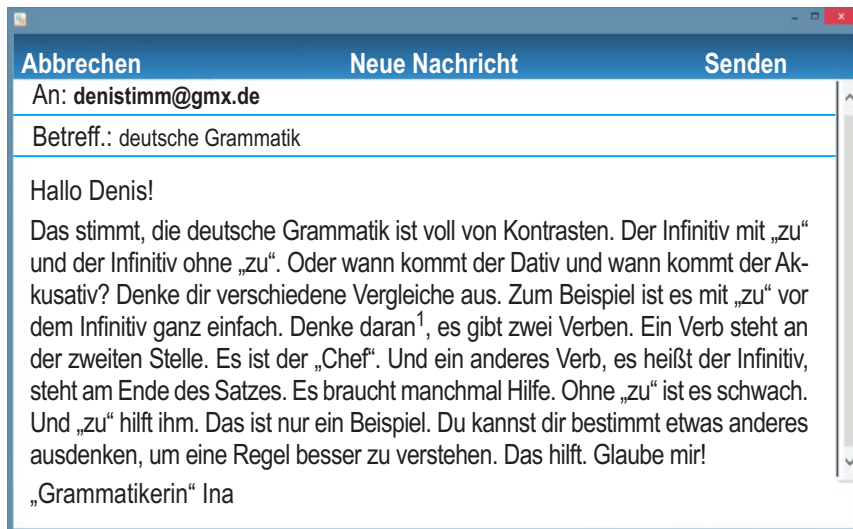 Abbrechen Neue Nachricht Senden
An: denistimm@gmx.de
Betreff.: deutsche Grammatik
Hallo Denis!
Das stimmt, die deutsche Grammatik ist voll von Kontrasten. Der Infinitiv mit „zu“
und der Infinitiv ohne „zu“. Oder wann kommt der Dativ und wann kommt der Ak-
kusativ? Denke dir verschiedene Vergleiche aus. Zum Beispiel ist es mit „zu“ vor
dem Infinitiv ganz einfach. Denke daran¹, es gibt zwei Verben. Ein Verb steht an
der zweiten Stelle. Es ist der „Chef“. Und ein anderes Verb, es heißt der Infinitiv,
steht am Ende des Satzes. Es braucht manchmal Hilfe. Ohne „zu“ ist es schwach.
Und „zu“ hilft ihm. Das ist nur ein Beispiel. Du kannst dir bestimmt etwas anderes
ausdenken, um eine Regel besser zu verstehen. Das hilft. Glaube mir!
„Grammatikerin“ Ina